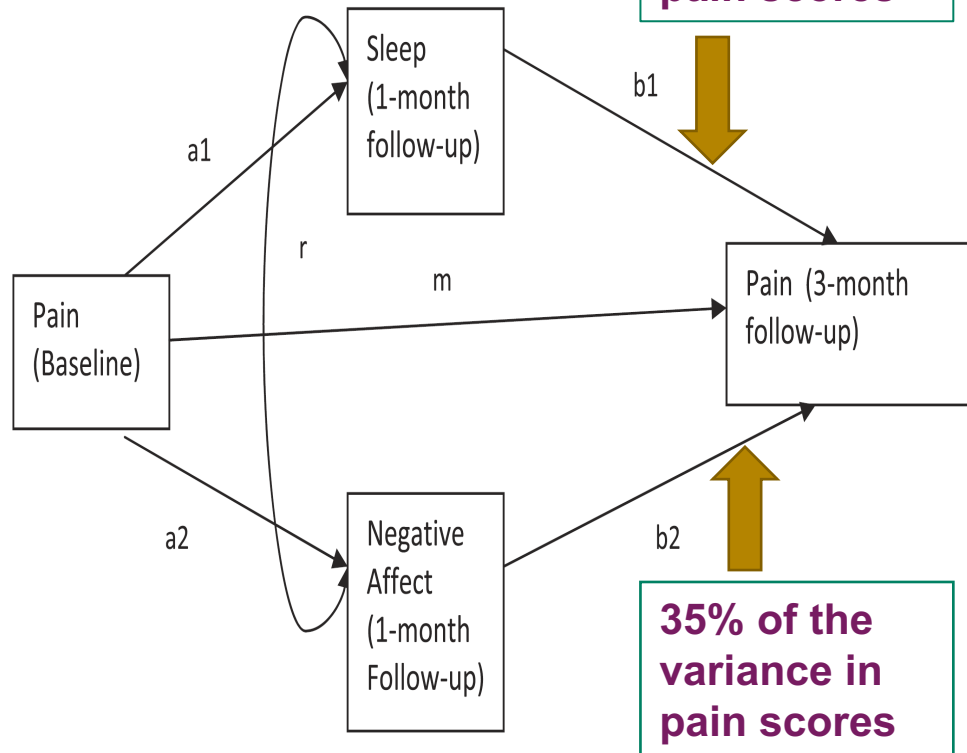 pain scores
Sleep
(1-month
follow-up)
b1
a1
r
m
Pain
(Baseline)
Pain (3-month
follow-up)
a2
Negative
Affect
(1-month
Follow-up)
b2
35% of the
variance in
pain scores